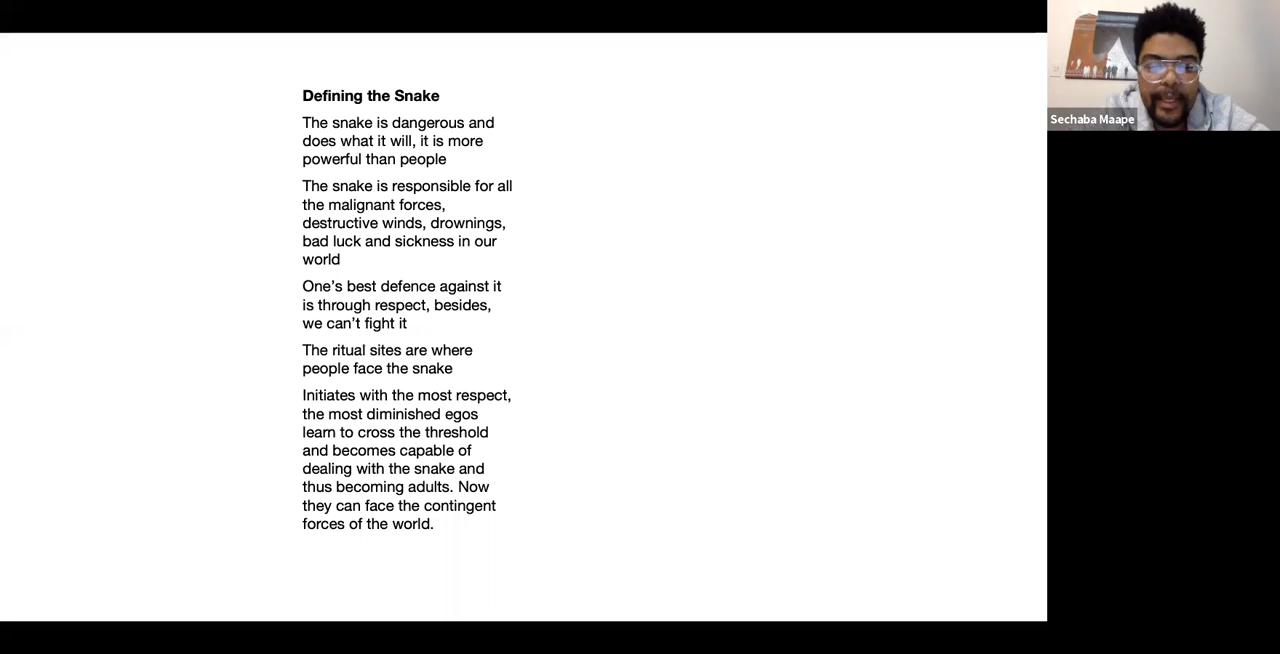 Defining the Snake
The snake is dangerous and
does what it will, it is more
powerful than people
The snake is responsible for all
the malignant forces,
destructive winds, drownings,
bad luck and sickness in our
world
One’s best defence against it
is through respect, besides,
we can’t fight it
The ritual sites are where
people face the snake
Initiates with the most respect,
the most diminished egos
learn to cross the threshold
and becomes capable of
dealing with the snake and
thus becoming adults. Now
they can face the contingent
forces of the world.
Sechaba Maape